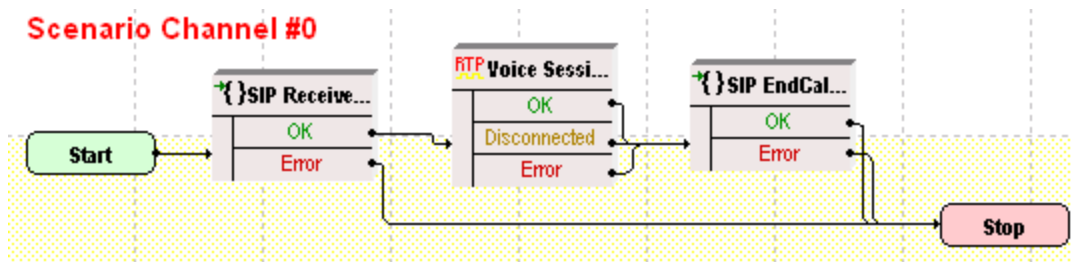 Scenario Channel #0
Start
{}SIP Receive...
OK
Error
RTP Voice Sessi...
OK
Disconnected
Error
{}SIP EndCal...
OK
Error
Stop